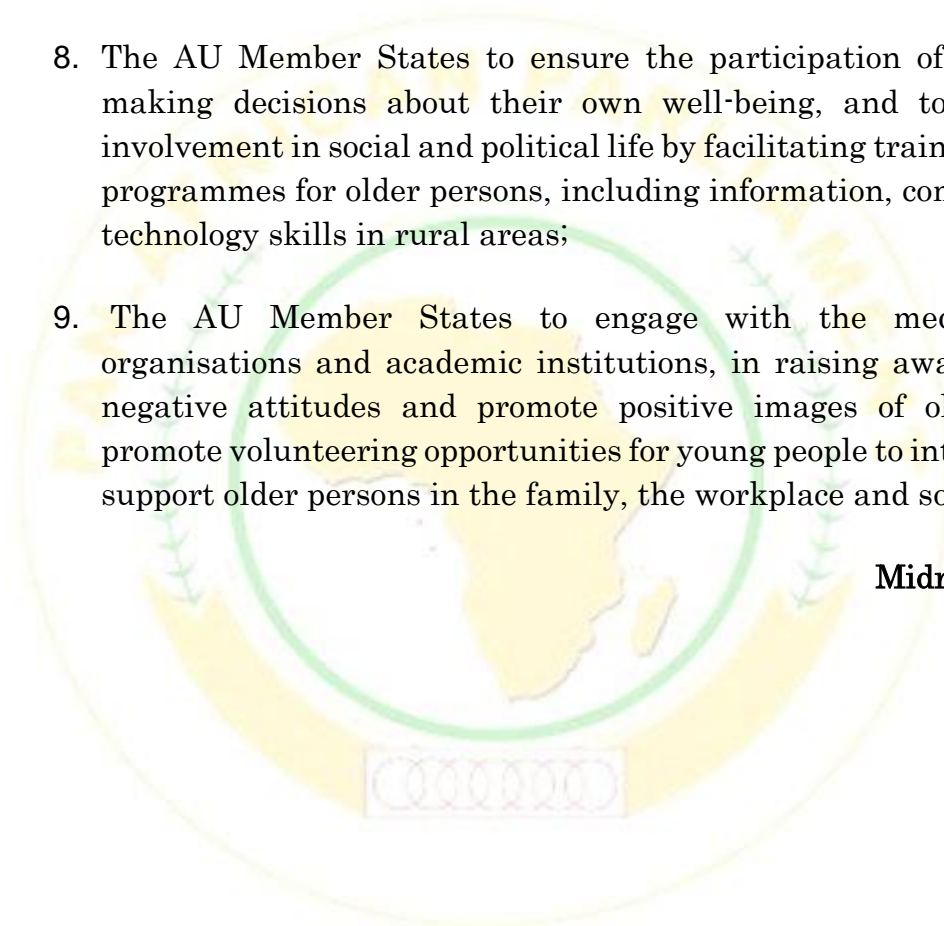 8. The AU Member States to ensure the participation of
making decisions about their own well-being, and to
involvement in social and political life by facilitating train
programmes for older persons, including information, com
technology skills in rural areas;
9. The AU Member States to engage with the med
organisations and academic institutions, in raising awa
negative attitudes and promote positive images of ol
promote volunteering opportunities for young people to int
support older persons in the family, the workplace and so
Midr
PAN-AFRICAN PARLIAMENT